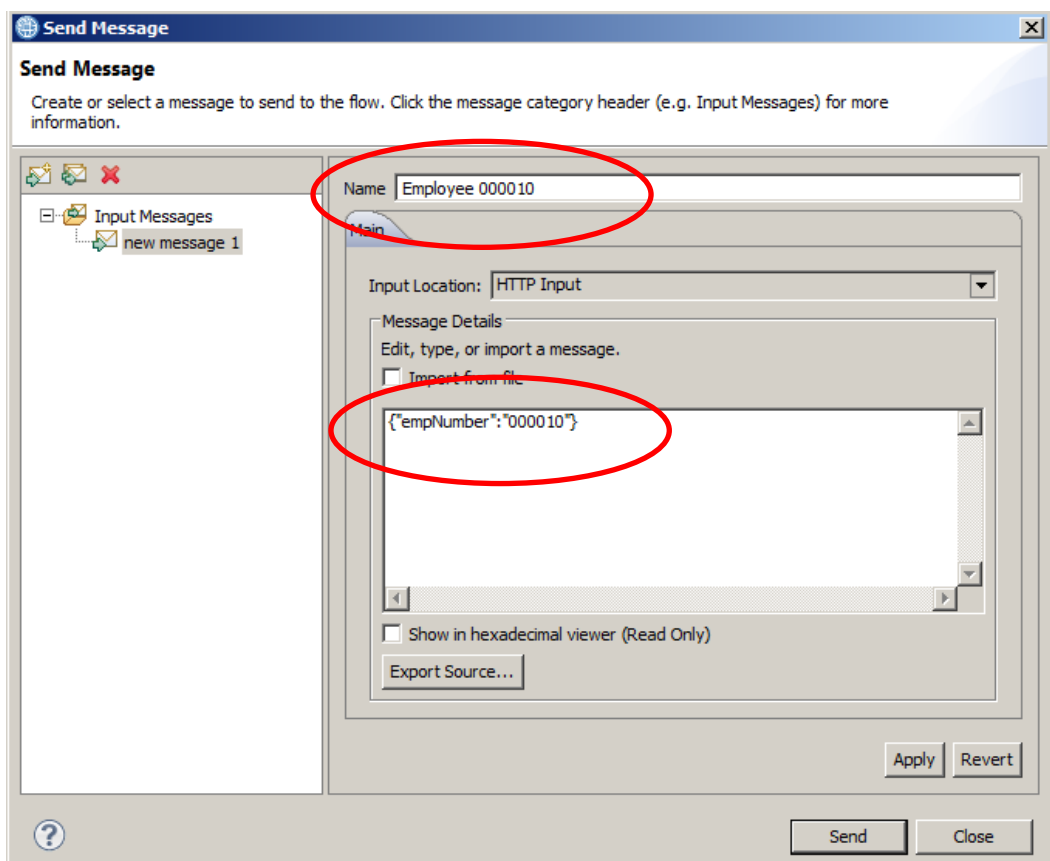 Send Message
Send Message
Create or select a message to send to the flow. Click the message category header (e.g. Input Messages) for more
information.
Input Messages
new message 1
Name Employee 000010
Main
Input Location: HTTP Input
Message Details
Edit, type, or import a message.
Import from file
{"empNumber":"000010"}
Show in hexadecimal viewer (Read Only)
Export Source...
Apply Revert
Send Close